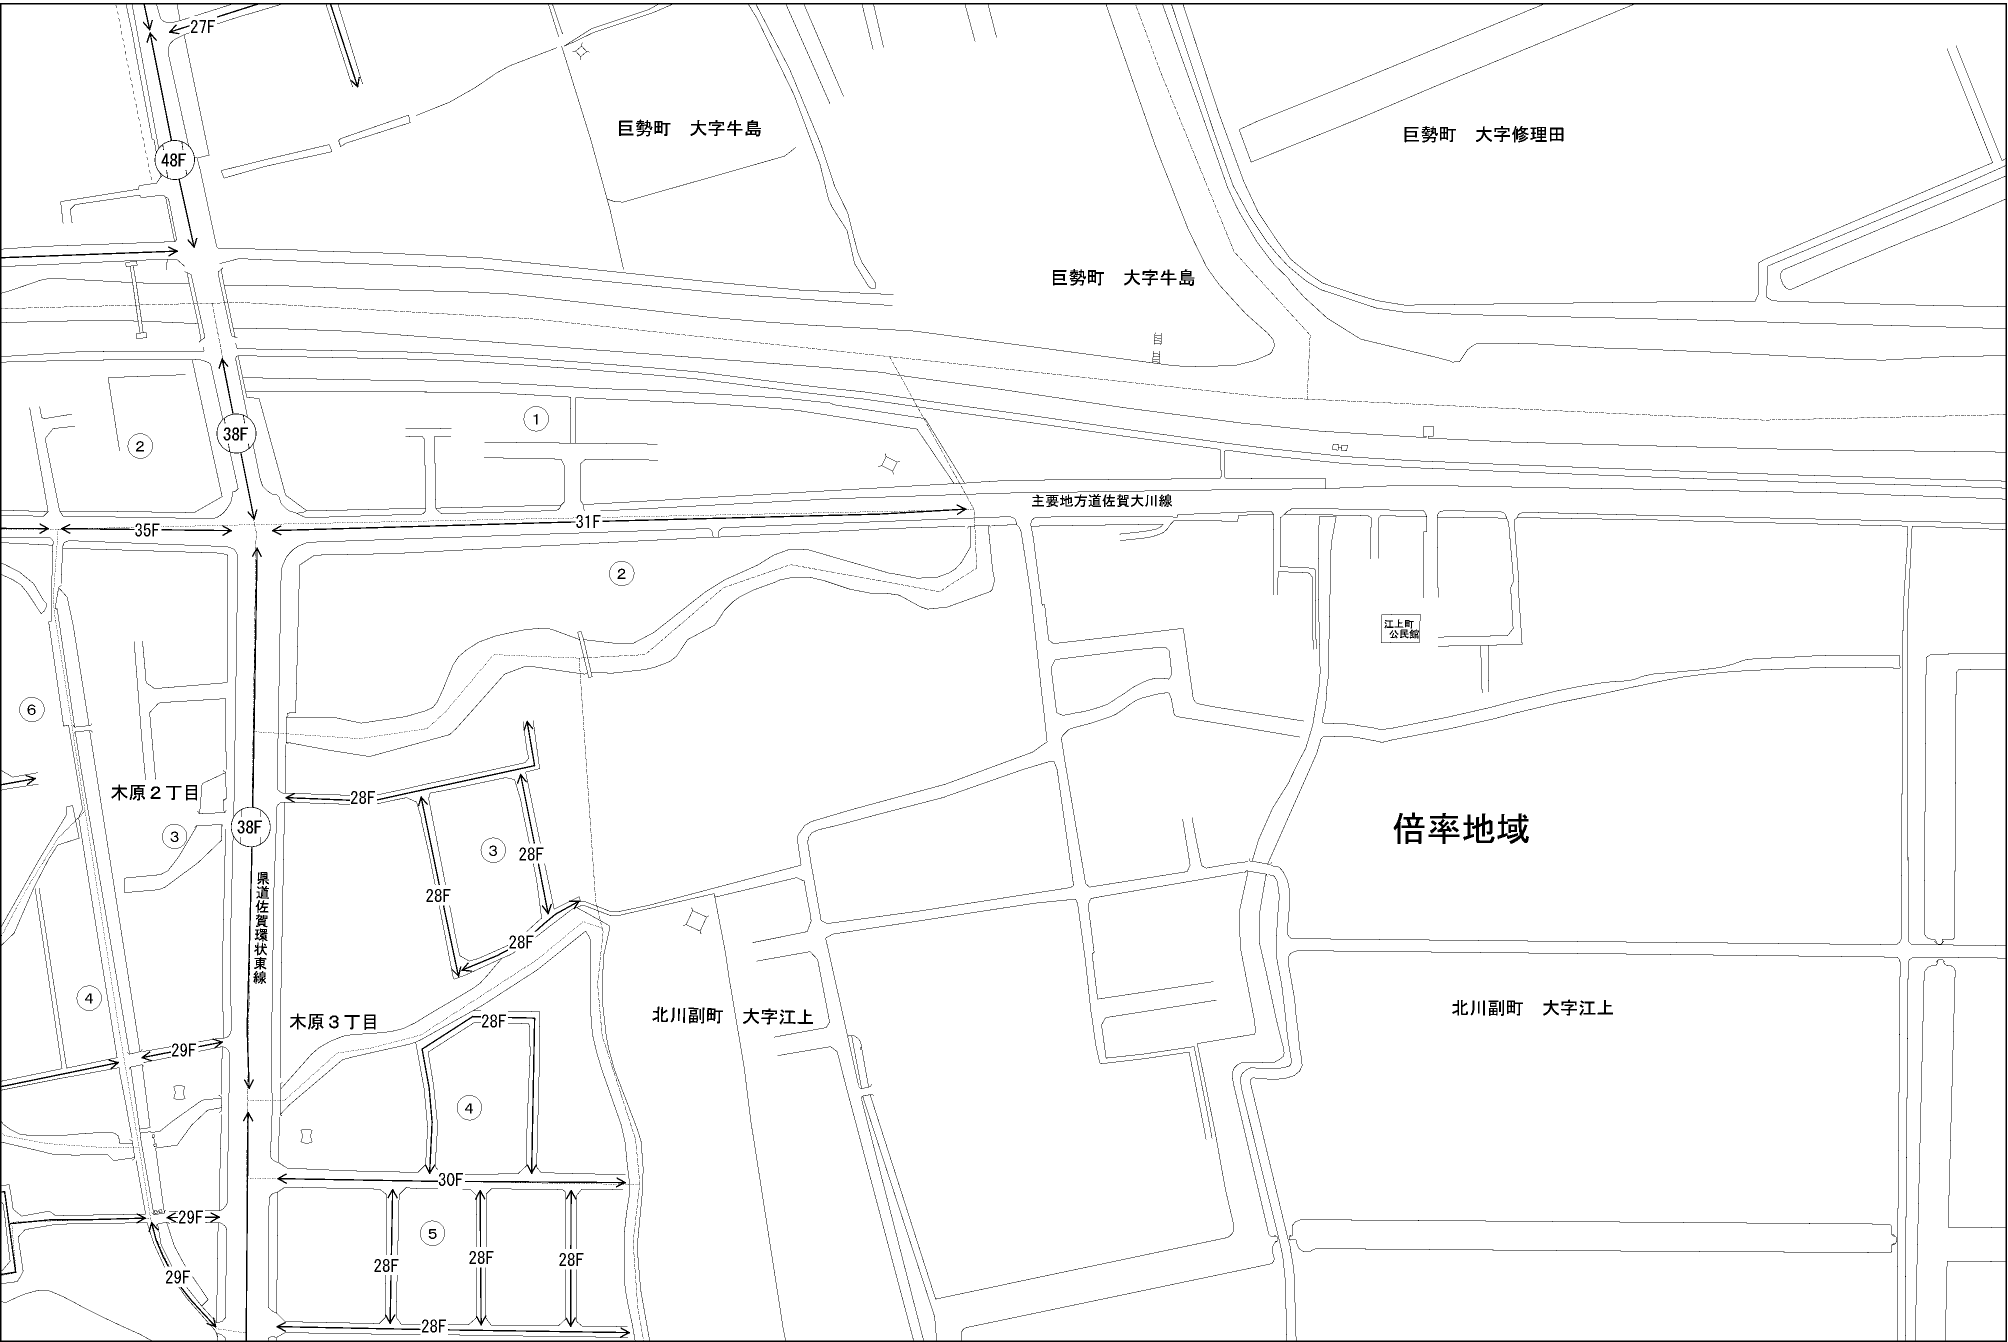 27F
巨勢町　大字牛島
巨勢町　大字修理田
48F
巨勢町　大字牛島
①
38F
②
主要地方道佐賀大川線
35F
31F
②
江上町
公民館
⑥
木原２丁目
28F
38F
倍率地域
③
③
28F
28F
県道佐賀環状東線
28F
④
木原３丁目
28F
北川副町　大字江上
北川副町　大字江上
29F
④
30F
29F
⑤
28F
28F
28F
29F
28F